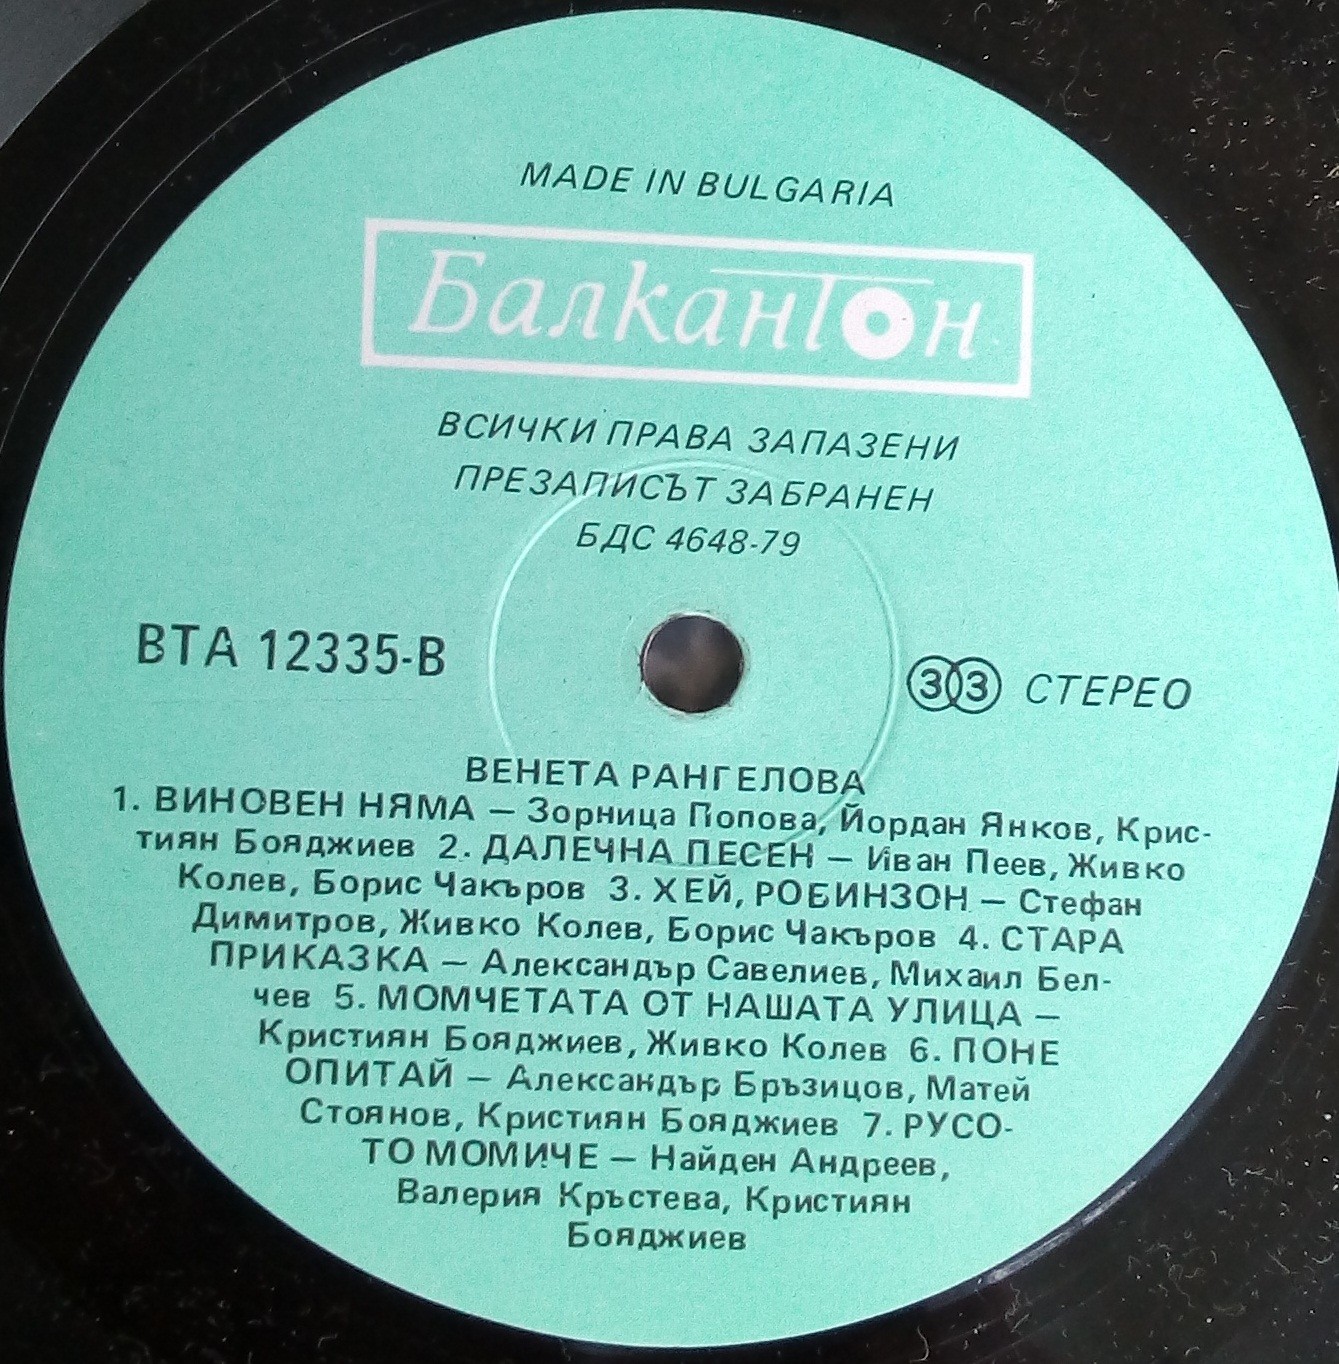 MADE IN BULGARIA
Балкантон
ВСИЧКИ ПРАВА ЗАПАЗЕНИ
ПРЕЗАПИСЪТ ЗАБРАНЕН
БДС 4648-79
ВТА 12335-В
33 СТЕРЕО
ВЕНЕТА РАНГЕЛОВА
1. ВИНОВЕН НЯМА — Зорница Попова, Йордан Янков, Крис-
тиян Бояджиев 2. ДАЛЕЧНА ПЕСЕН — Иван Пеев, Живко
Колев, Борис Чакъров 3. ХЕЙ, РОБИНЗОН — Стефан
Димитров, Живко Колев, Борис Чакъров 4. СТАРА
ПРИКАЗКА — Александър Савелиев, Михаил Бел-
чев 5. МОМЧЕТАТА ОТ НАШАТА УЛИЦА —
Кристиян Бояджиев, Живко Колев 6. ПОНЕ
ОПИТАЙ — Александър Бръзицов, Матей
Стоянов, Кристиян Бояджиев 7. РУСО-
ТО МОМИЧЕ — Найден Андреев,
Валерия Кръстева, Кристиян
Бояджиев